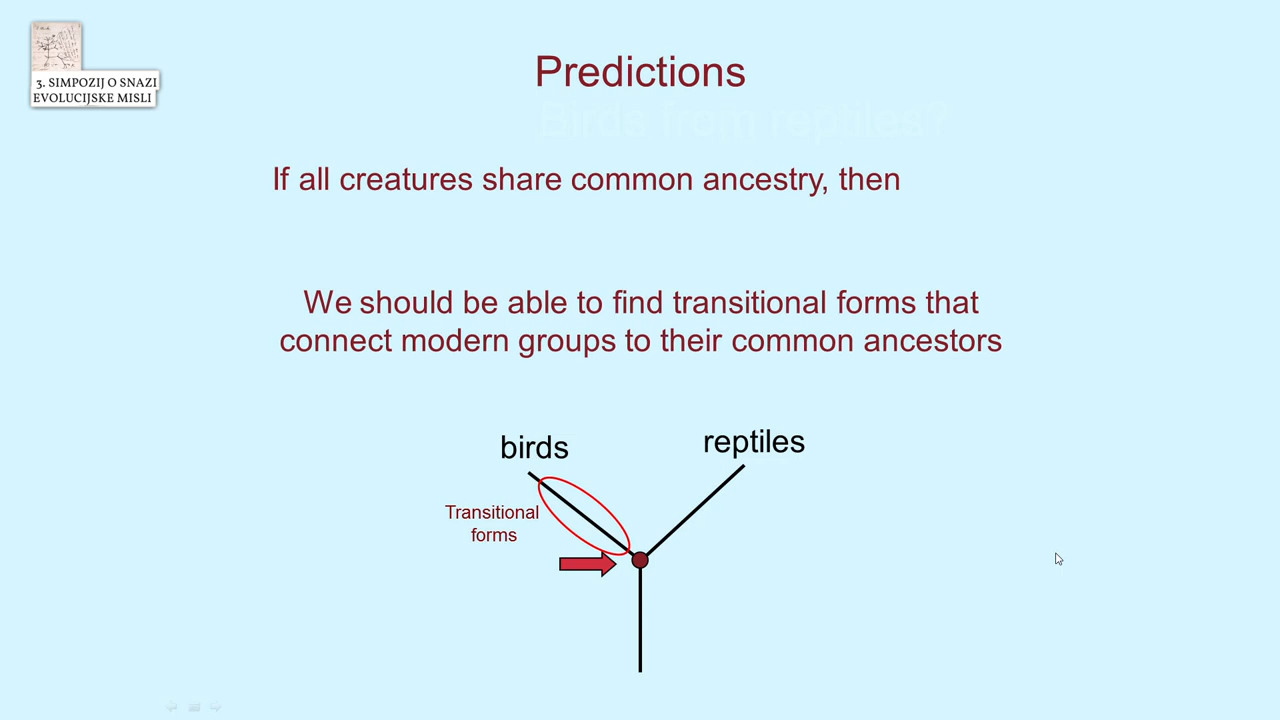 3. SIMPOZIJ O SNAZI
EVOLUCIJSKE MISLI
Predictions
Birds from reptiles?
If all creatures share common ancestry, then
We should be able to find transitional forms that
connect modern groups to their common ancestors
birds
reptiles
Transitional
forms